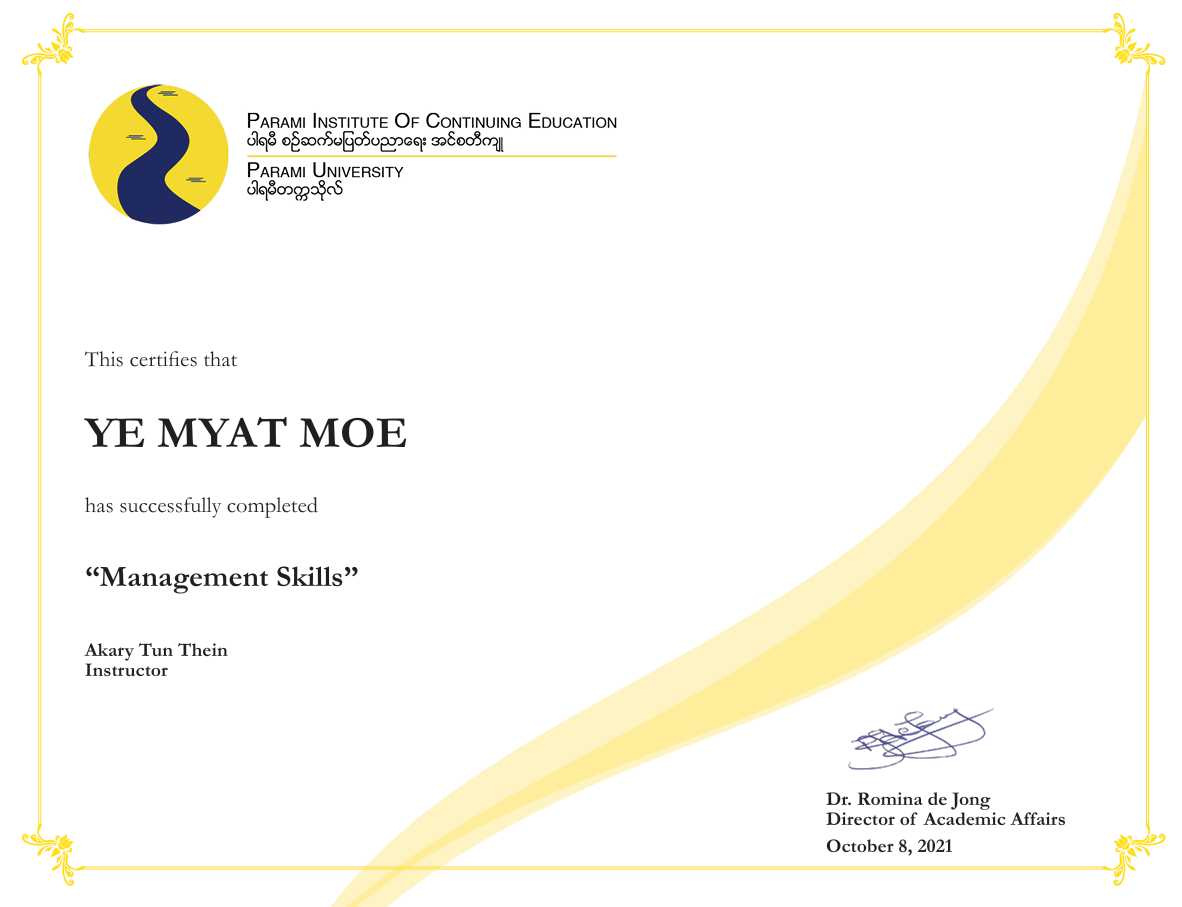 PARAMI INSTITUTE OF CONTINUING EDUCATION
ပါရမီ စဉ်ဆက်မပြတ်ပညာရေး အင်စတီကျု
PARAMI UNIVERSITY
ပါရမီတက္ကသိုလ်
This certifies that
YE MYAT MOE
has successfully completed
“Management Skills”
Akary Tun Thein
Instructor
Dr. Romina de Jong
Director of Academic Affairs
October 8, 2021